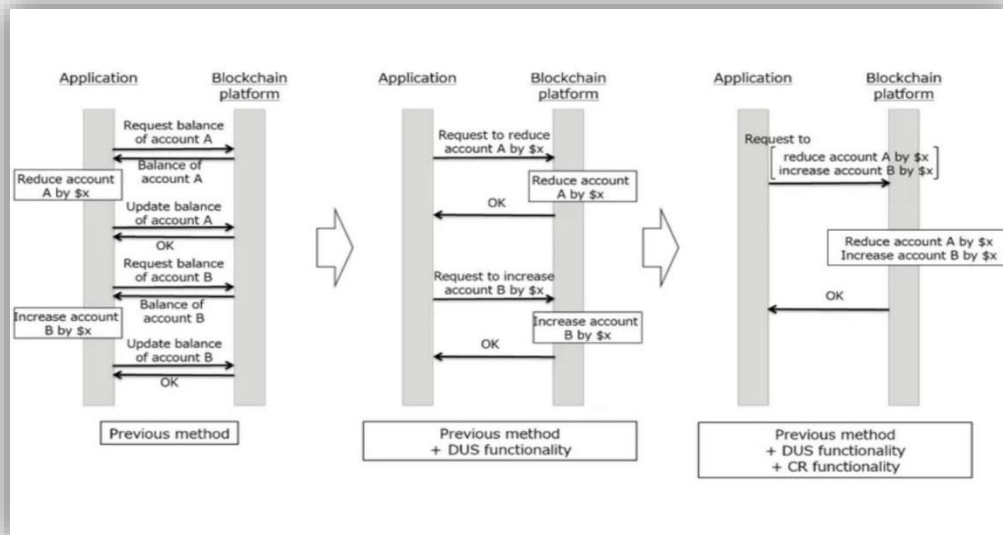 Application
Blockchain
platform
Request balance
of account A
Balance of
account A
Reduce account
A by $x
Update balance
of account A
OK
Request balance
of account B
Balance of
account B
Increase account
B by $x
Update balance
of account B
OK
Previous method
Application
Blockchain
platform
Request to reduce
account A by $x
Reduce account
A by $x
OK
Request to increase
account B by $x
Increase account
B by $x
OK
Previous method
+ DUS functionality
Application
Blockchain
platform
Request to
reduce account A by $x
increase account B by $x
Reduce account A by $x
Increase account B by $x
OK
Previous method
+ DUS functionality
+ CR functionality